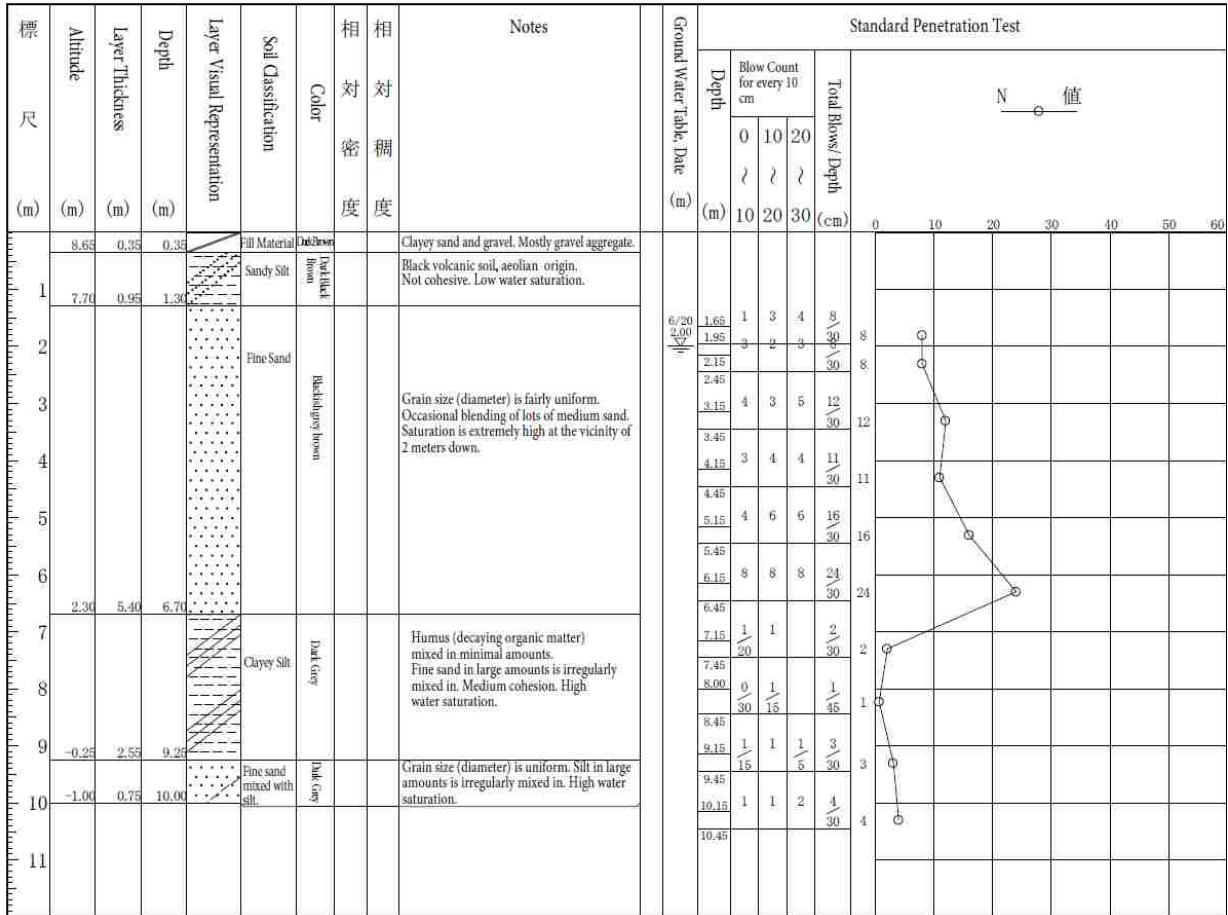 標尺 (m)
Altitude (m)
Layer Thickness (m)
Depth (m)
Layer Visual Representation
Soil Classification
Color
相対密度
相対稠度
Notes
Ground Water Table, Date (m)
Standard Penetration Test
Depth (m)
Blow Count
for every 10
cm
0 10 20
~ ~ ~
10 20 30
Total Blows/ Depth (cm)
N 値
0 10 20 30 40 50 60
8.65 0.35 0.35 Fill Material Dark Brown
Clayey sand and gravel. Mostly gravel aggregate.
1
7.70 0.95 1.30
Sandy Silt
Dark Black
Brown
Black volcanic soil, aeolian origin.
Not cohesive. Low water saturation.
2
3
4
5
6
2.30 5.40 6.70
Fine Sand
Blackish grey brown
Grain size (diameter) is fairly uniform.
Occasional blending of lots of medium sand.
Saturation is extremely high at the vicinity of
2 meters down.
7
8
9
-0.25 2.55 9.25
Clayey Silt
Dark Grey
Humus (decaying organic matter)
mixed in minimal amounts.
Fine sand in large amounts is irregularly
mixed in. Medium cohesion. High
water saturation.
10
-1.00 0.75 10.00
Fine sand
mixed with
silt.
Dark Grey
Grain size (diameter) is uniform. Silt in large
amounts is irregularly mixed in. High water
saturation.
11
6/20
2.00
1.65 1 3 4 8/30 8
1.95
2.15 3 2 3 8/30 8
2.45
3.15 4 3 5 12/30 12
3.45
4.15 3 4 4 11/30 11
4.45
5.15 4 6 6 16/30 16
5.45
6.15 8 8 8 24/30 24
6.45
7.15 1/20 1 2/30 2
7.45
8.00 0/30 1/15 1/45 1
8.45
9.15 1/15 1 1/5 3/30 3
9.45
10.15 1 1 2 4/30 4
10.45